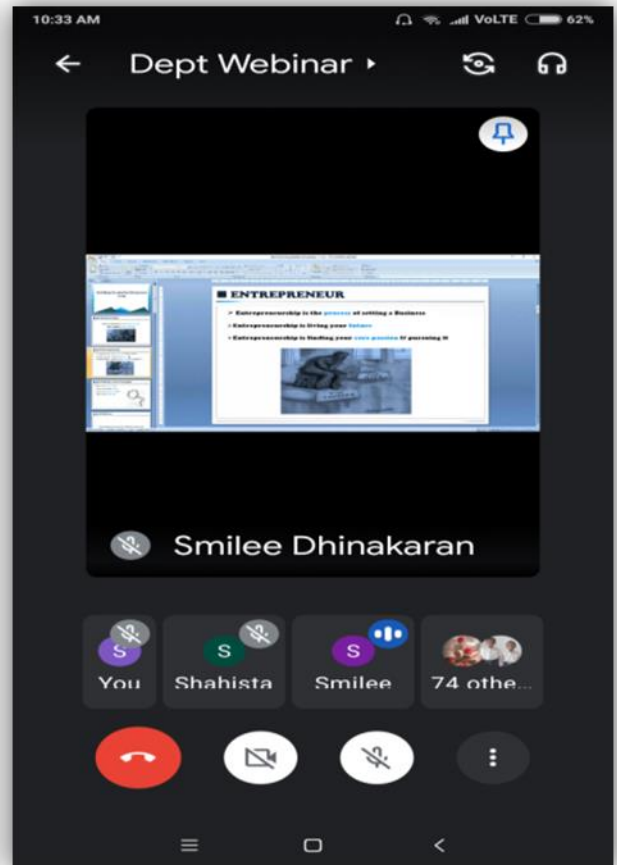 10:33 AM VoLTE 62%
Dept Webinar
ENTREPRENEUR
Entrepreneurship is the process of setting a Business
Entrepreneurship is living your future
Entrepreneurship is finding your core passion & pursuing it
Smilee Dhinakaran
S S S
You Shahista Smilee 74 othe...